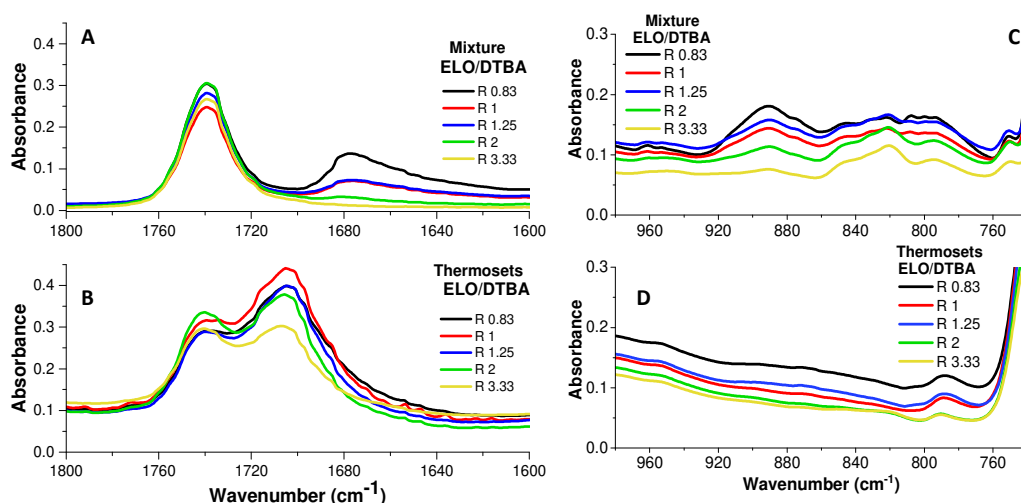 A
Mixture
ELO/DTBA
R 0.83
R 1
R 1.25
R 2
R 3.33
Absorbance
0.4
0.3
0.2
0.1
0.0
1800 1760 1720 1680 1640 1600
B
Thermosets
ELO/DTBA
R 0.83
R 1
R 1.25
R 2
R 3.33
Absorbance
0.4
0.3
0.2
0.1
0.0
1800 1760 1720 1680 1640 1600
Wavenumber (cm-1)
C
Mixture
ELO/DTBA
R 0.83
R 1
R 1.25
R 2
R 3.33
Absorbance
0.3
0.2
0.1
0.0
960 920 880 840 800 760
D
Thermosets
ELO/DTBA
R 0.83
R 1
R 1.25
R 2
R 3.33
Absorbance
0.3
0.2
0.1
0.0
960 920 880 840 800 760
Wavenumber (cm-1)